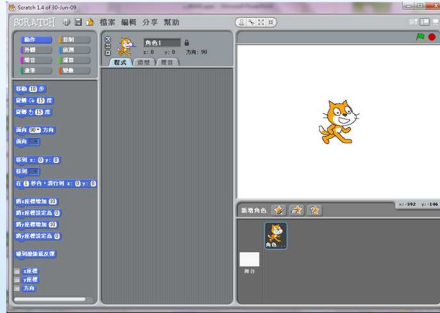 Scratch 1.4 of 30-Jun-09
SCRATCH 檔案 編輯 分享 幫助
動作 控制
外觀 偵測
聲音
畫筆 變數
角色1
x: 0 y: 0 方向: 90
程式 造型 聲音
移動 10 步
旋轉 15 度
旋轉 15 度
面向 90 方向
面向
移到 x: 0 y: 0
移到
在 1 秒內,滑行到 x: 0 y: 0
將x座標增加 10
將x座標設定為 0
將y座標增加 10
將y座標設定為 0
碰到邊緣就反彈
x座標
y座標
方向
新增角色
x: -192 y: -146
角色1
舞台